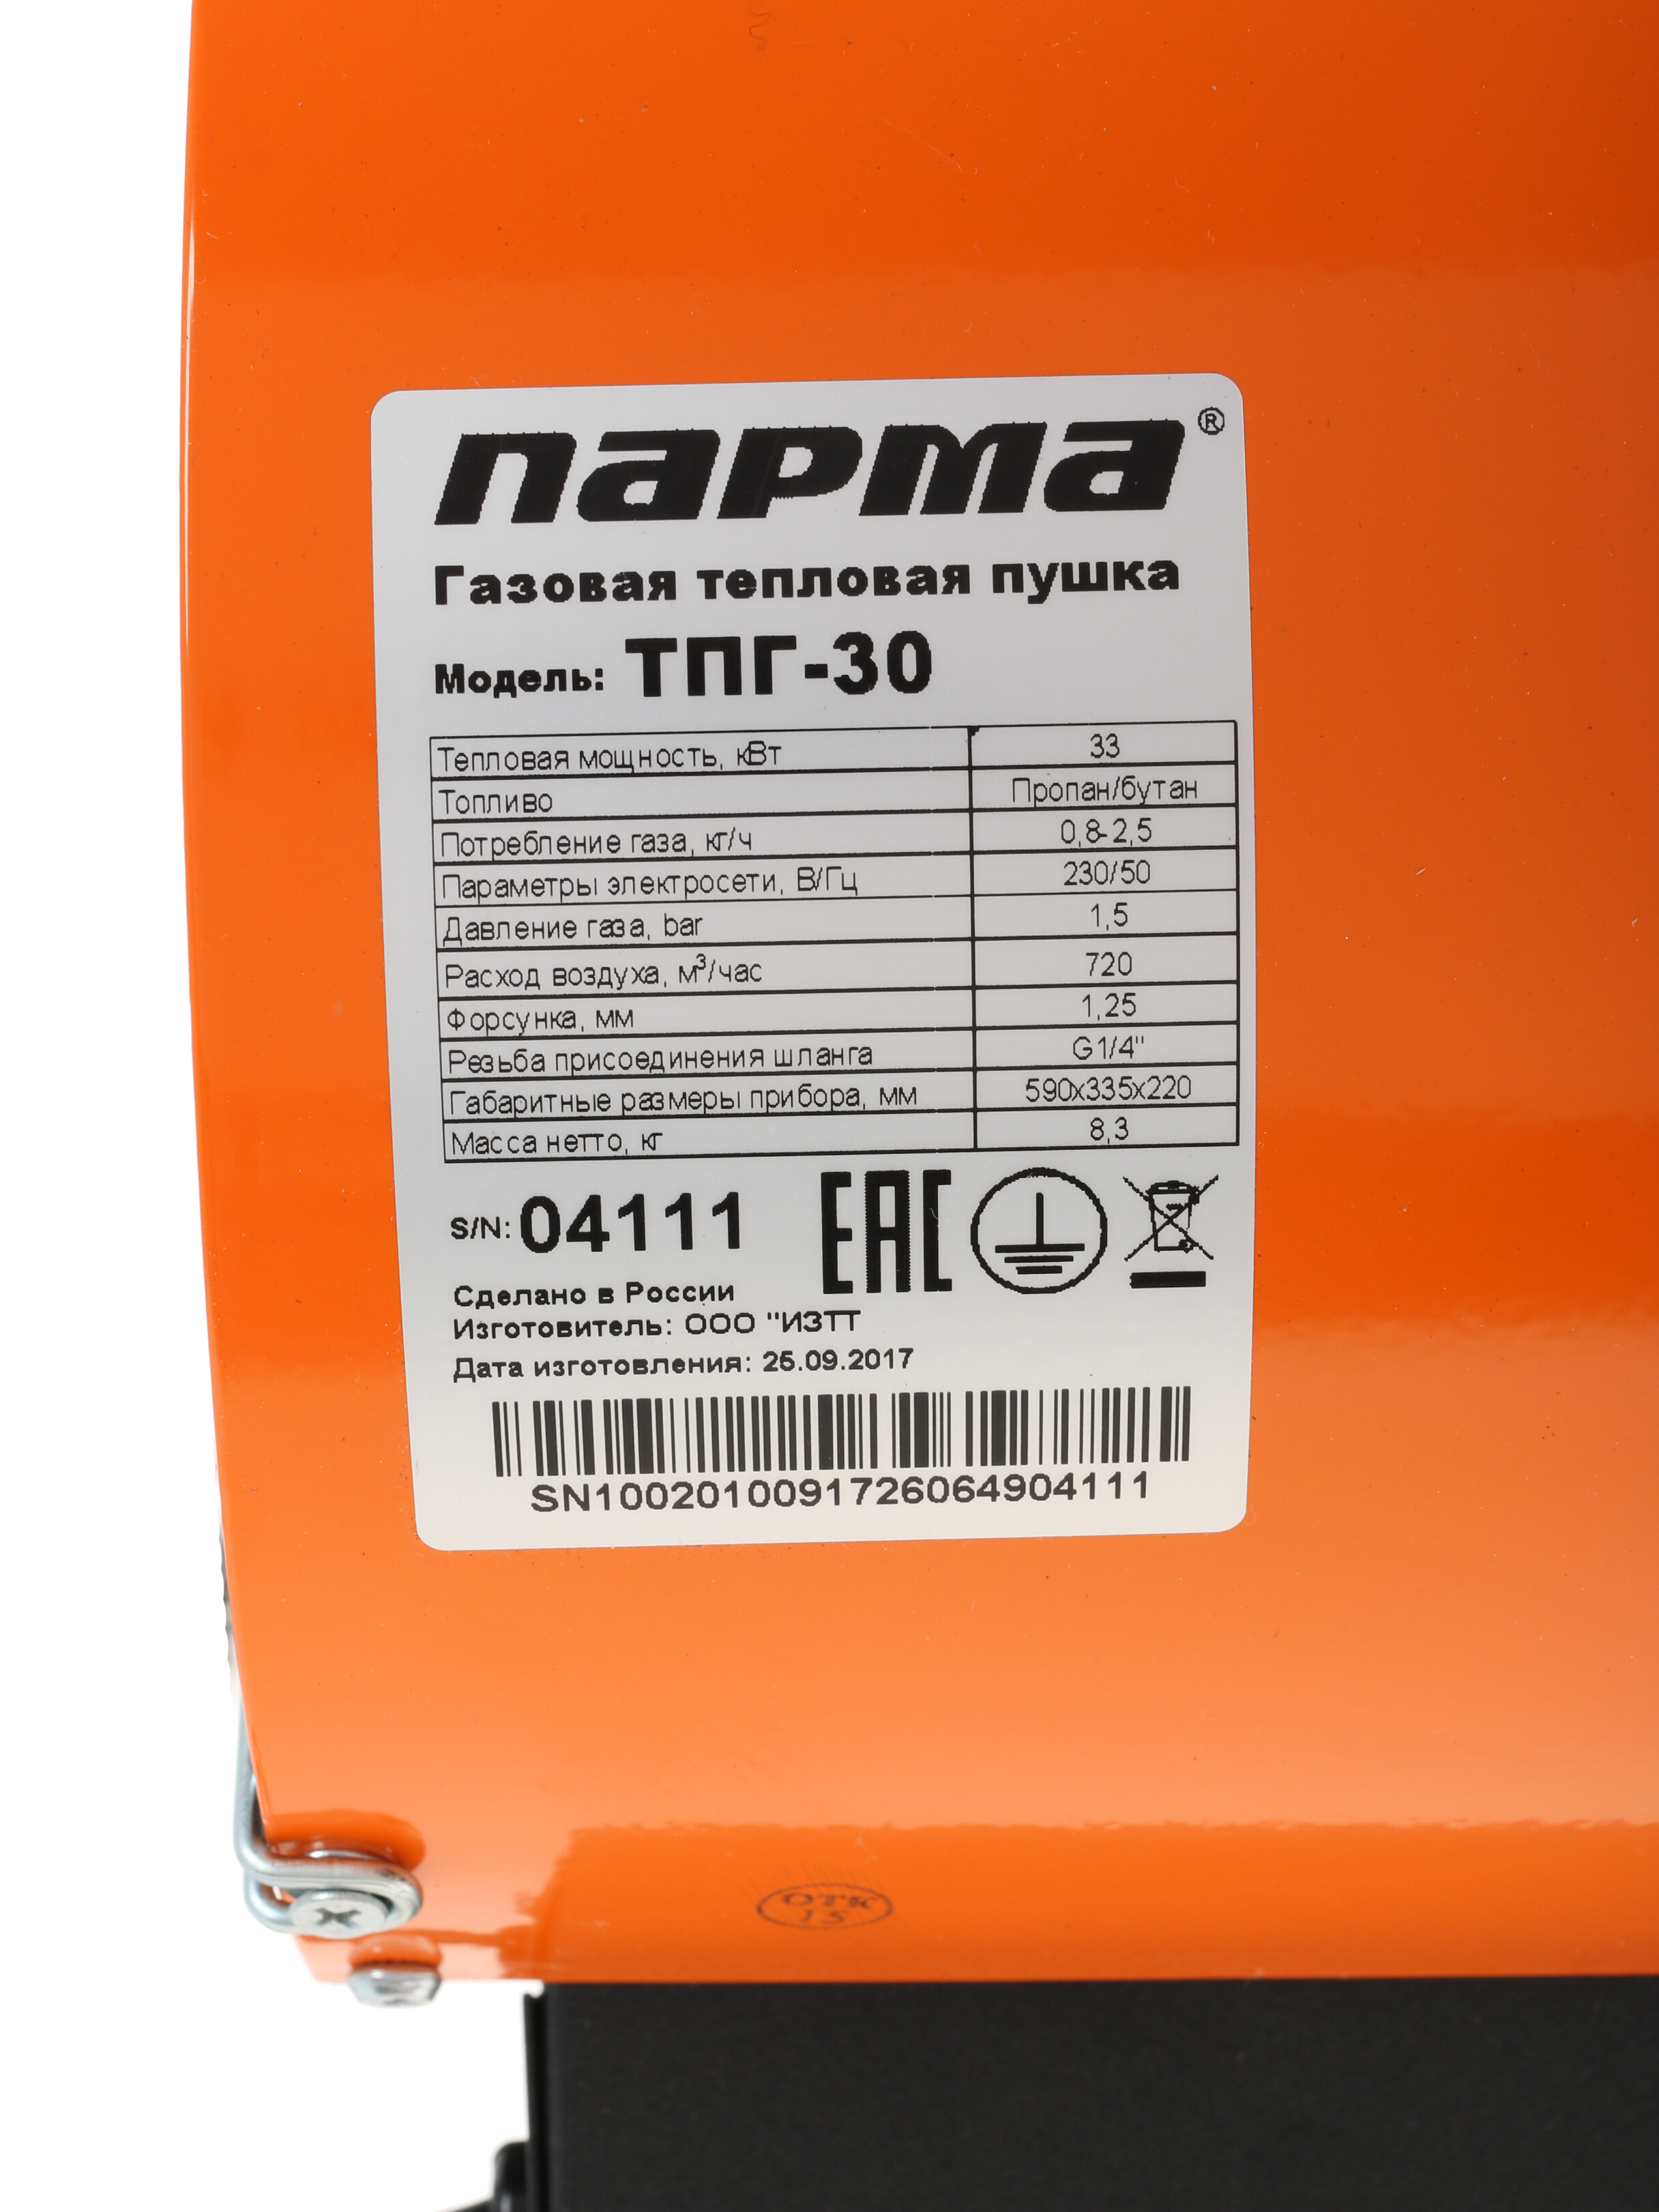 парма®
Газовая тепловая пушка
Модель: ТПГ-30
Тепловая мощность, кВт 33
Топливо Пропан/бутан
Потребление газа, кг/ч 0,8-2,5
Параметры электросети, В/Гц 230/50
Давление газа, bar 1,5
Расход воздуха, м³/час 720
Форсунка, мм 1,25
Резьба присоединения шланга G1/4"
Габаритные размеры прибора, мм 590х335х220
Масса нетто, кг 8,3
S/N: 04111 EAC
Сделано в России
Изготовитель: ООО "ИЗТТ
Дата изготовления: 25.09.2017
SN1002010091726064904111
ОТК
15